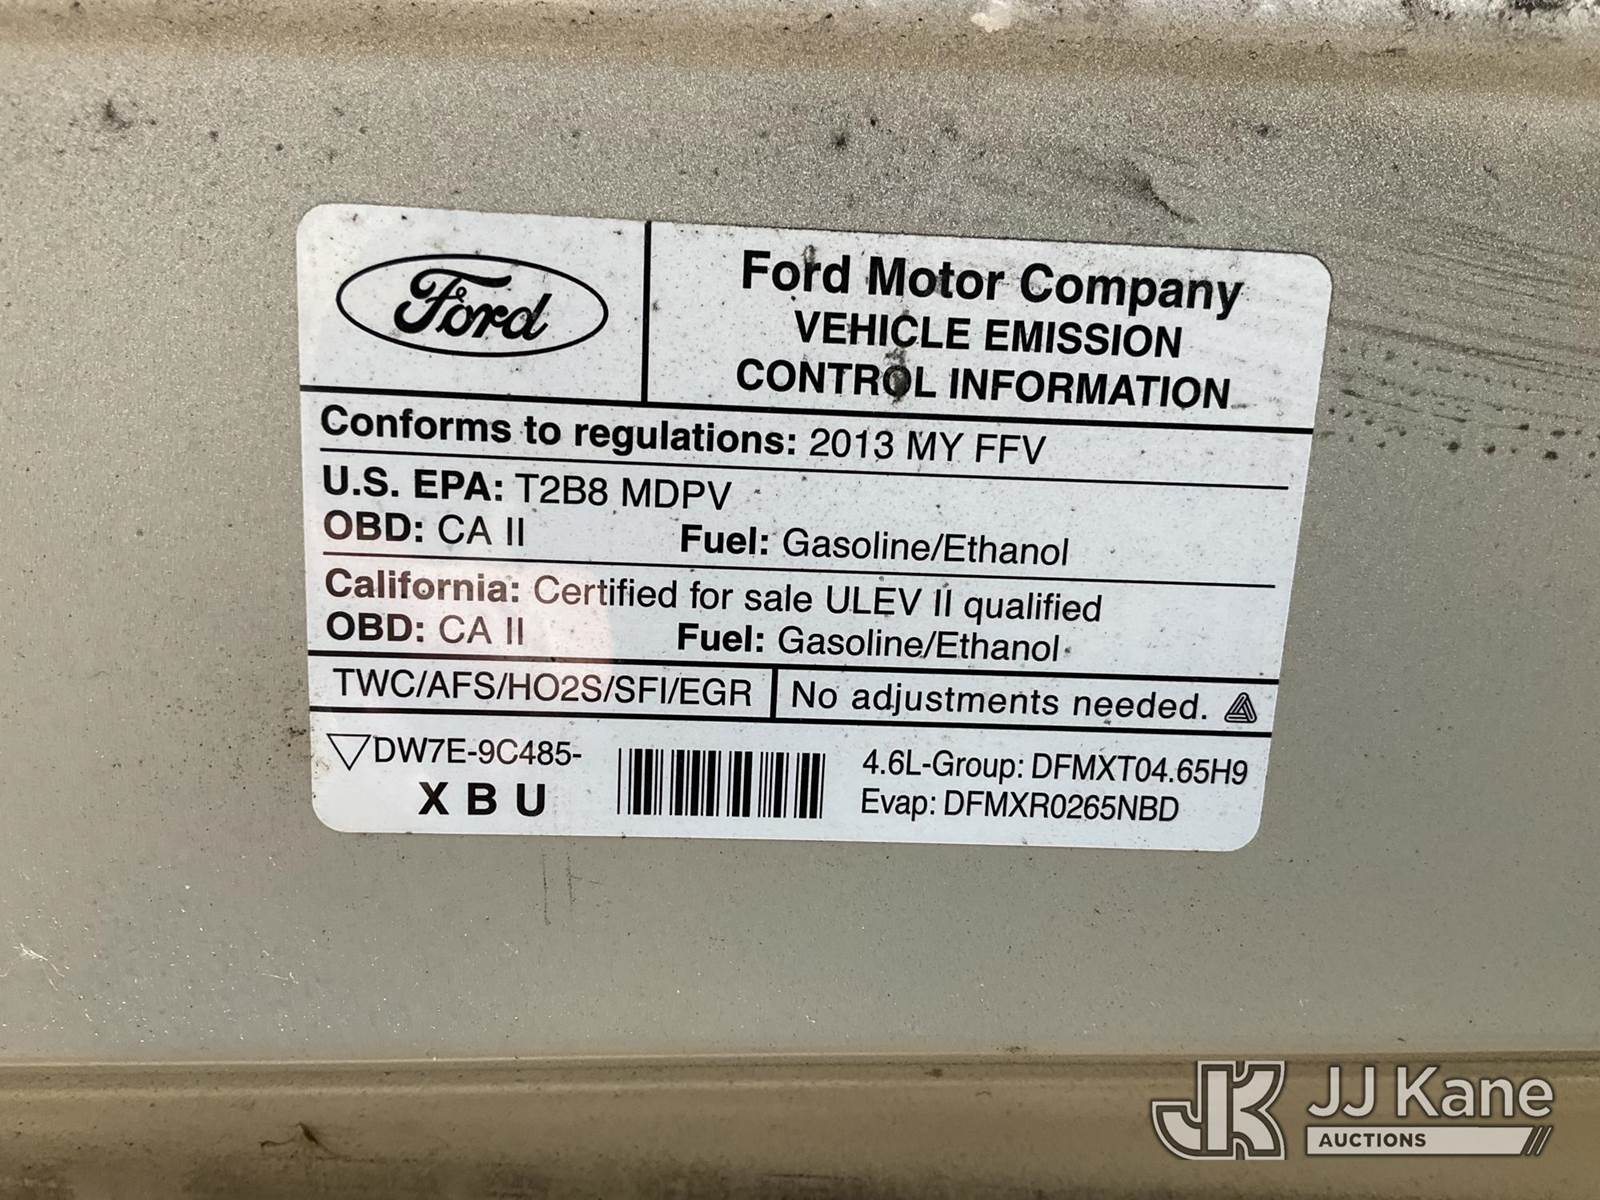 Ford
Ford Motor Company
VEHICLE EMISSION
CONTROL INFORMATION
Conforms to regulations: 2013 MY FFV
U.S. EPA: T2B8 MDPV
OBD: CA II Fuel: Gasoline/Ethanol
California: Certified for sale ULEV II qualified
OBD: CA II Fuel: Gasoline/Ethanol
TWC/AFS/HO2S/SFI/EGR No adjustments needed.
DW7E-9C485-
X B U
4.6L-Group: DFMXT04.65H9
Evap: DFMXR0265NBD
JK JJ Kane
AUCTIONS